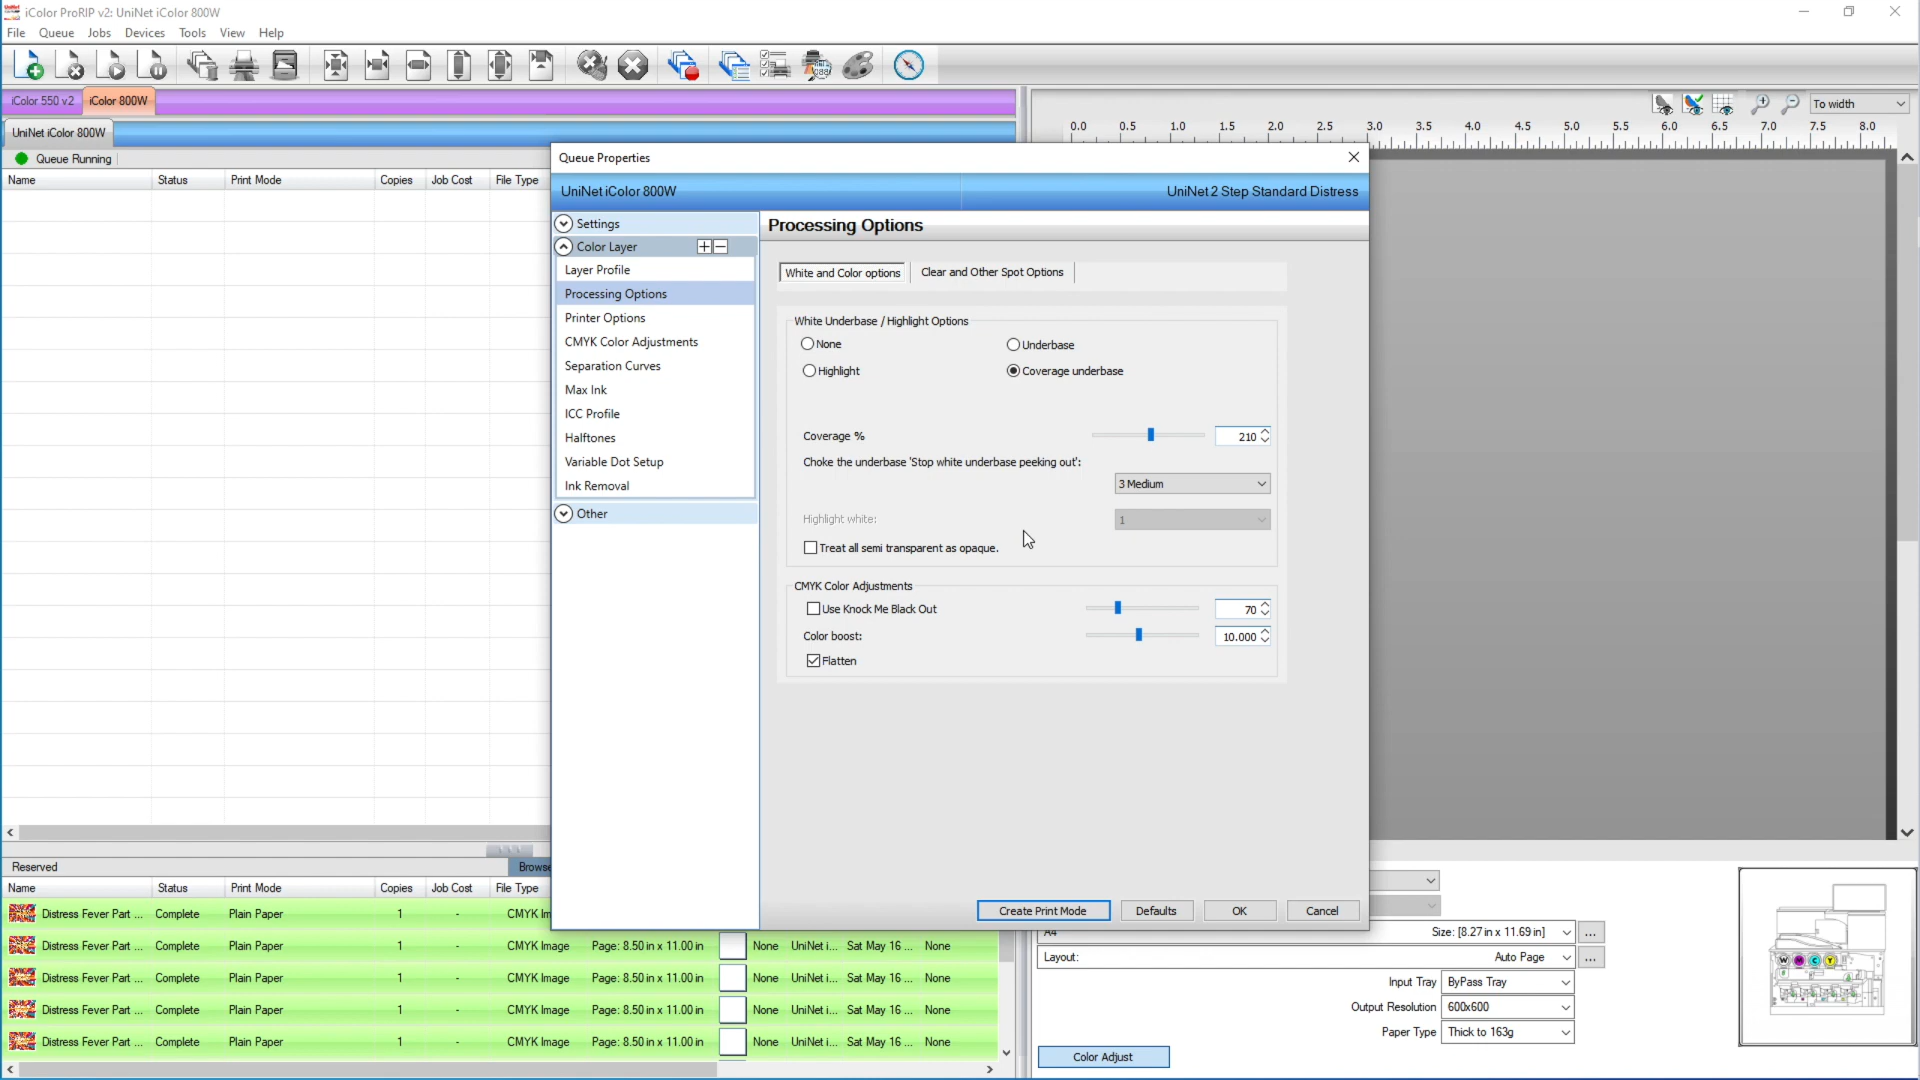 iColor ProRIP v2: UniNet iColor 800W
File Queue Jobs Devices Tools View Help
iColor 550 v2 iColor 800W
To width
0.0 0.5 1.0 1.5 2.0 2.5 3.0 3.5 4.0 4.5 5.0 5.5 6.0 6.5 7.0 7.5 8.0
UniNet iColor 800W
Queue Running
Name Status Print Mode Copies Job Cost File Type
Queue Properties
UniNet iColor 800W UniNet 2 Step Standard Distress
Settings
Color Layer
Layer Profile
Processing Options
Printer Options
CMYK Color Adjustments
Separation Curves
Max Ink
ICC Profile
Halftones
Variable Dot Setup
Ink Removal
Other
Processing Options
White and Color options Clear and Other Spot Options
White Underbase / Highlight Options
None Underbase
Highlight Coverage underbase
Coverage % 210
Choke the underbase 'Stop white underbase peeking out':
3 Medium
Highlight white: 1
Treat all semi transparent as opaque.
CMYK Color Adjustments
Use Knock Me Black Out 70
Color boost: 10.000
Flatten
Create Print Mode Defaults OK Cancel
Reserved Browse
Name Status Print Mode Copies Job Cost File Type
Distress Fever Part ... Complete Plain Paper 1 - CMYK Im
Distress Fever Part ... Complete Plain Paper 1 - CMYK Image Page: 8.50 in x 11.00 in None UniNet i... Sat May 16 ... None
Distress Fever Part ... Complete Plain Paper 1 - CMYK Image Page: 8.50 in x 11.00 in None UniNet i... Sat May 16 ... None
Distress Fever Part ... Complete Plain Paper 1 - CMYK Image Page: 8.50 in x 11.00 in None UniNet i... Sat May 16 ... None
Distress Fever Part ... Complete Plain Paper 1 - CMYK Image Page: 8.50 in x 11.00 in None UniNet i... Sat May 16 ... None
A4 Size: [8.27 in x 11.69 in] ...
Layout: Auto Page ...
Input Tray ByPass Tray
Output Resolution 600x600
Paper Type Thick to 163g
Color Adjust
W M C Y